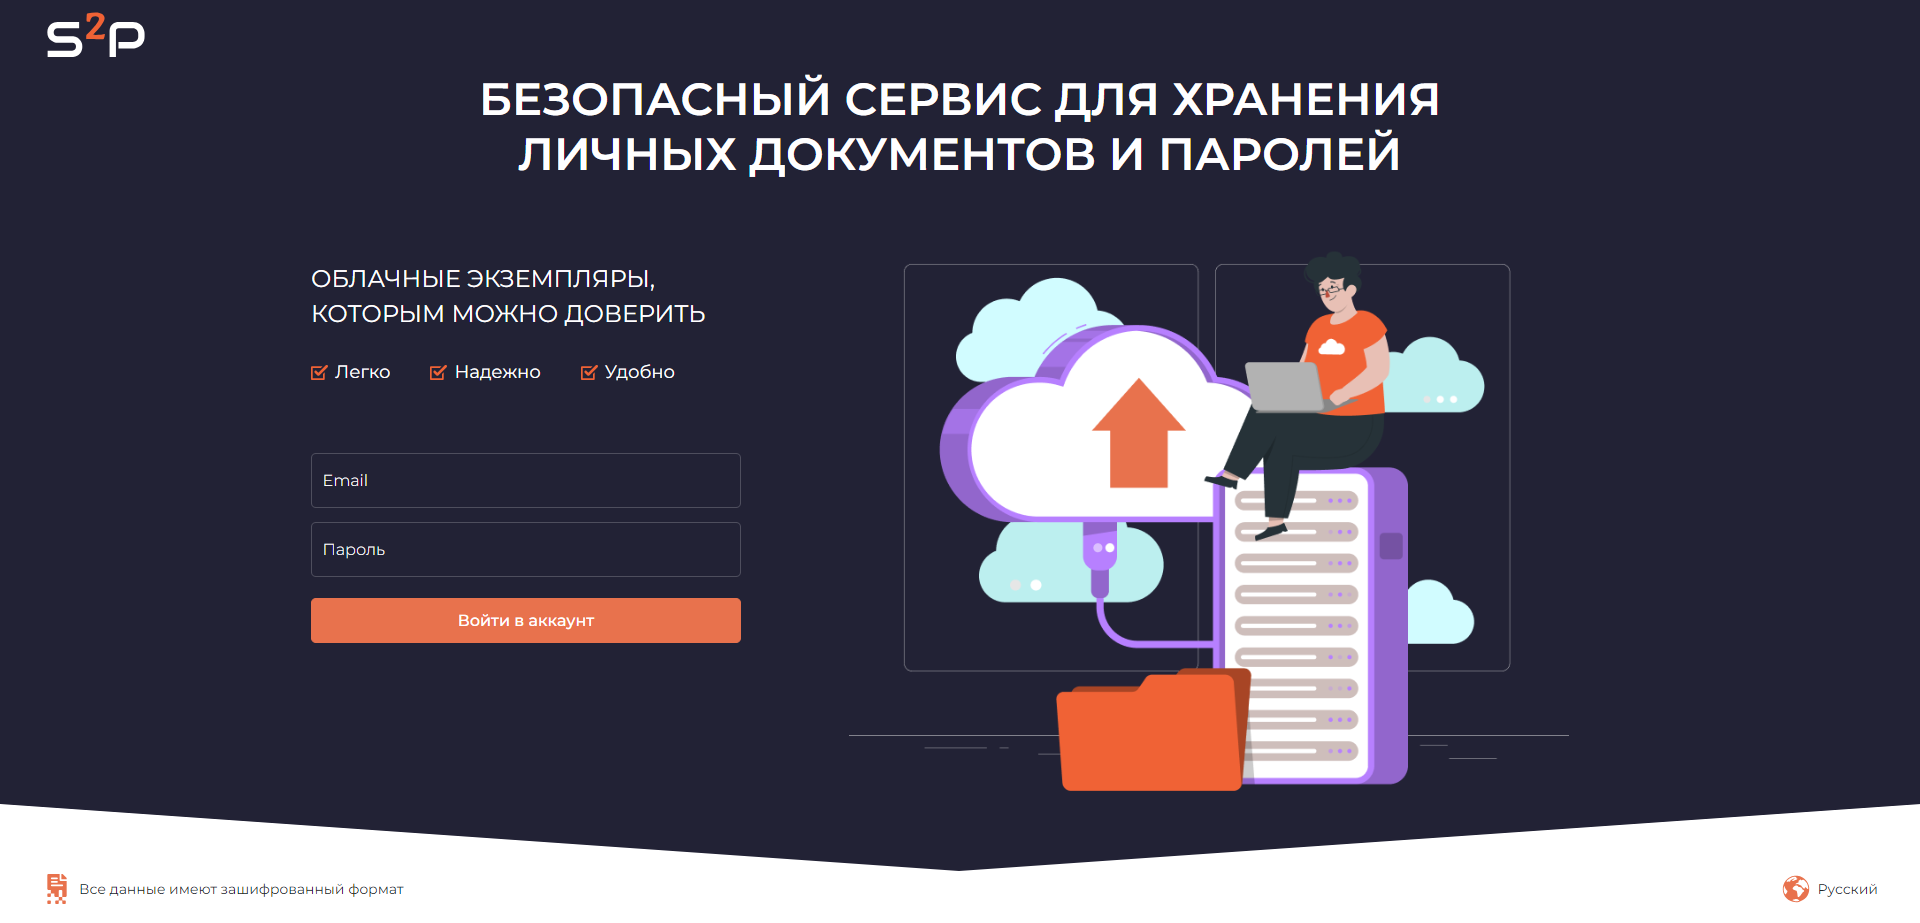 S2P
БЕЗОПАСНЫЙ СЕРВИС ДЛЯ ХРАНЕНИЯ
ЛИЧНЫХ ДОКУМЕНТОВ И ПАРОЛЕЙ
ОБЛАЧНЫЕ ЭКЗЕМПЛЯРЫ,
КОТОРЫМ МОЖНО ДОВЕРИТЬ
Легко Надежно Удобно
Email
Пароль
Войти в аккаунт
Все данные имеют зашифрованный формат
Русский